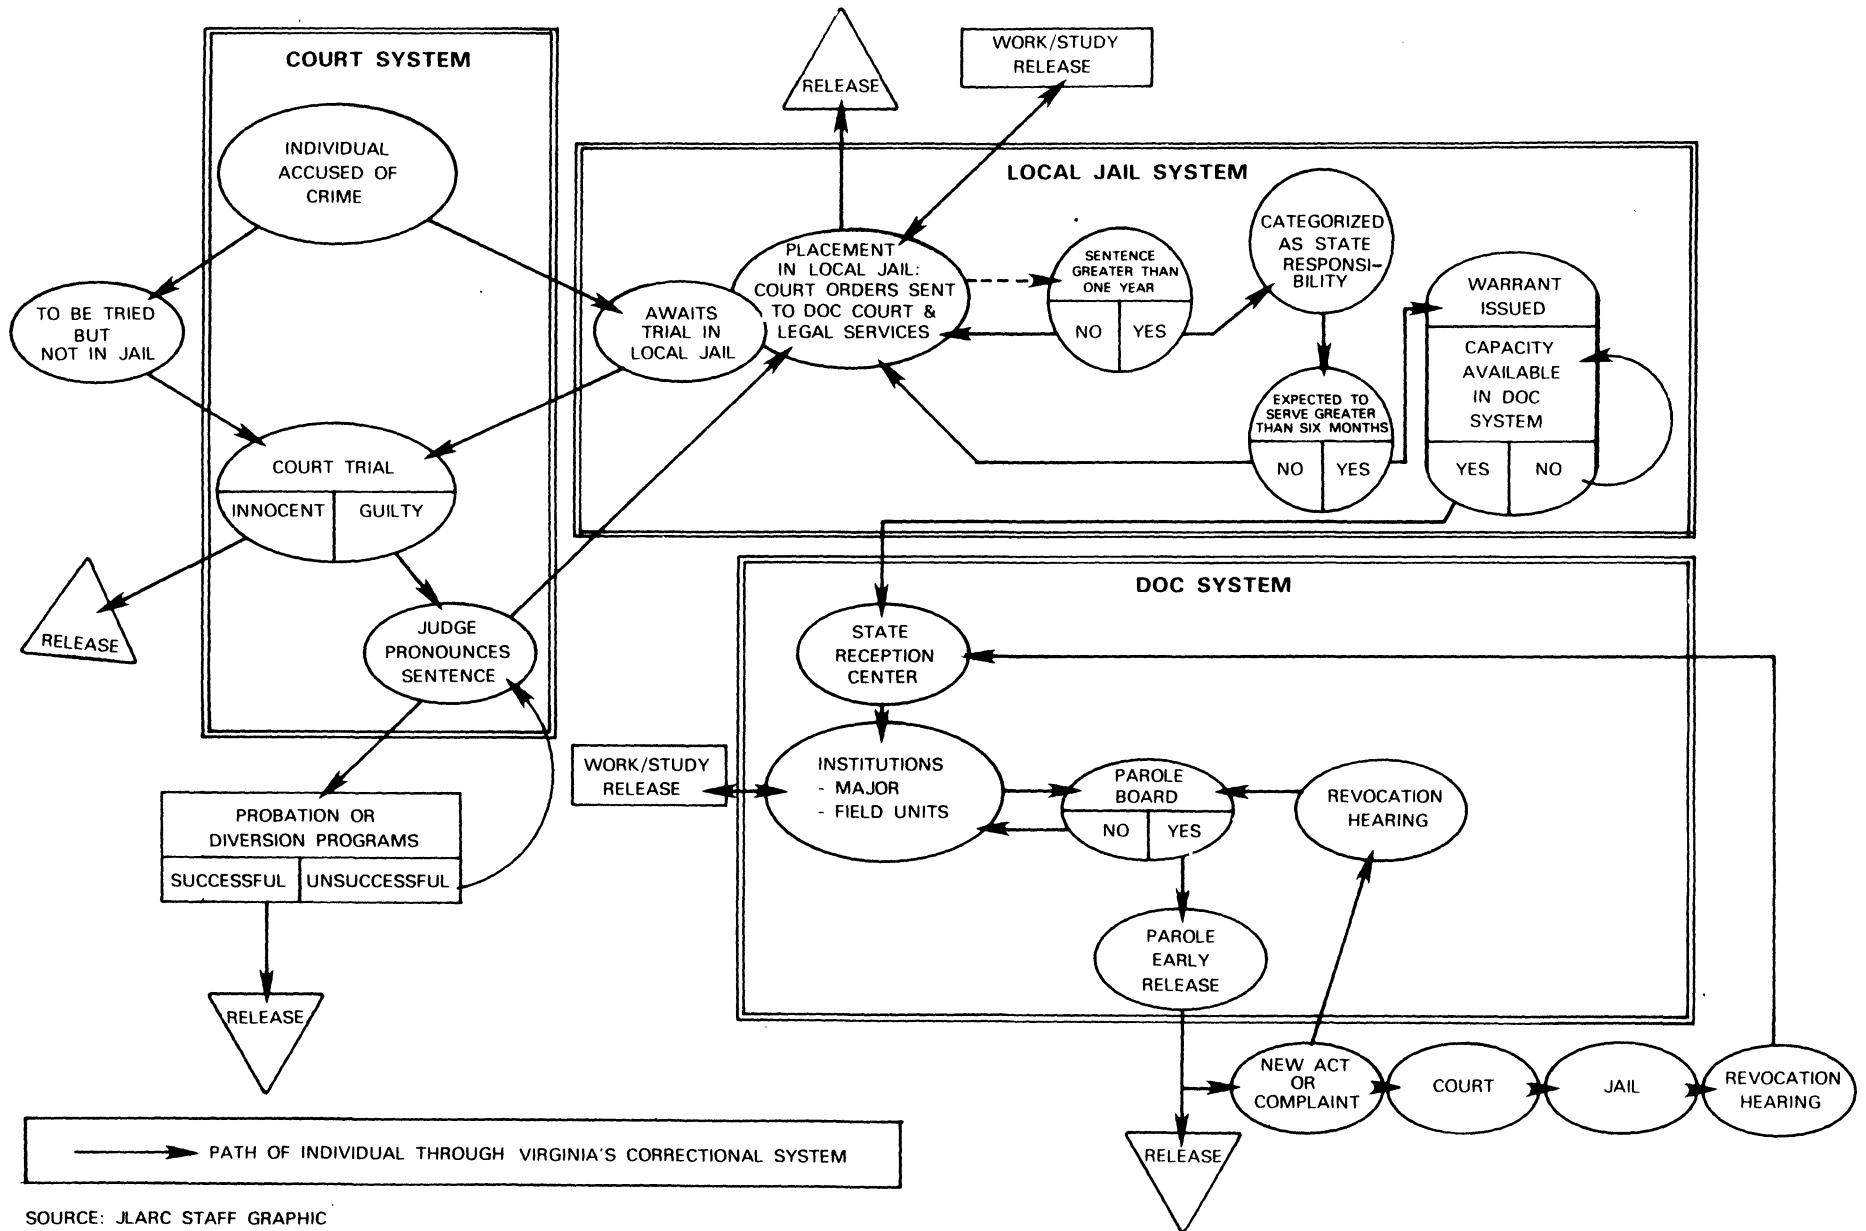 COURT SYSTEM
INDIVIDUAL
ACCUSED OF
CRIME
TO BE TRIED
BUT
NOT IN JAIL
AWAITS
TRIAL IN
LOCAL JAIL
COURT TRIAL
INNOCENT
GUILTY
RELEASE
JUDGE
PRONOUNCES
SENTENCE
PROBATION OR
DIVERSION PROGRAMS
SUCCESSFUL
UNSUCCESSFUL
RELEASE
RELEASE
WORK/STUDY
RELEASE
LOCAL JAIL SYSTEM
PLACEMENT
IN LOCAL JAIL:
COURT ORDERS SENT
TO DOC COURT &
LEGAL SERVICES
SENTENCE
GREATER THAN
ONE YEAR
NO
YES
CATEGORIZED
AS STATE
RESPONSI-
BILITY
EXPECTED TO
SERVE GREATER
THAN SIX MONTHS
NO
YES
WARRANT
ISSUED
CAPACITY
AVAILABLE
IN DOC
SYSTEM
YES
NO
DOC SYSTEM
STATE
RECEPTION
CENTER
WORK/STUDY
RELEASE
INSTITUTIONS
- MAJOR
- FIELD UNITS
PAROLE
BOARD
NO
YES
REVOCATION
HEARING
PAROLE
EARLY
RELEASE
NEW ACT
OR
COMPLAINT
COURT
JAIL
REVOCATION
HEARING
RELEASE
PATH OF INDIVIDUAL THROUGH VIRGINIA'S CORRECTIONAL SYSTEM
SOURCE: JLARC STAFF GRAPHIC